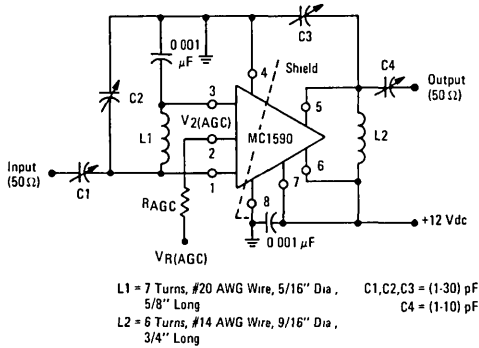 C3
0 001
μF
4
Shield
C4
Output
(50 Ω)
C2
3
5
V2(AGC)
L1
MC1590
L2
2
Input
(50 Ω)
6
C1
1
7
RAGC
8
+12 Vdc
0 001 μF
VR(AGC)
L1 = 7 Turns, #20 AWG Wire, 5/16" Dia ,
5/8" Long
L2 = 6 Turns, #14 AWG Wire, 9/16" Dia ,
3/4" Long
C1,C2,C3 = (1-30) pF
C4 = (1-10) pF